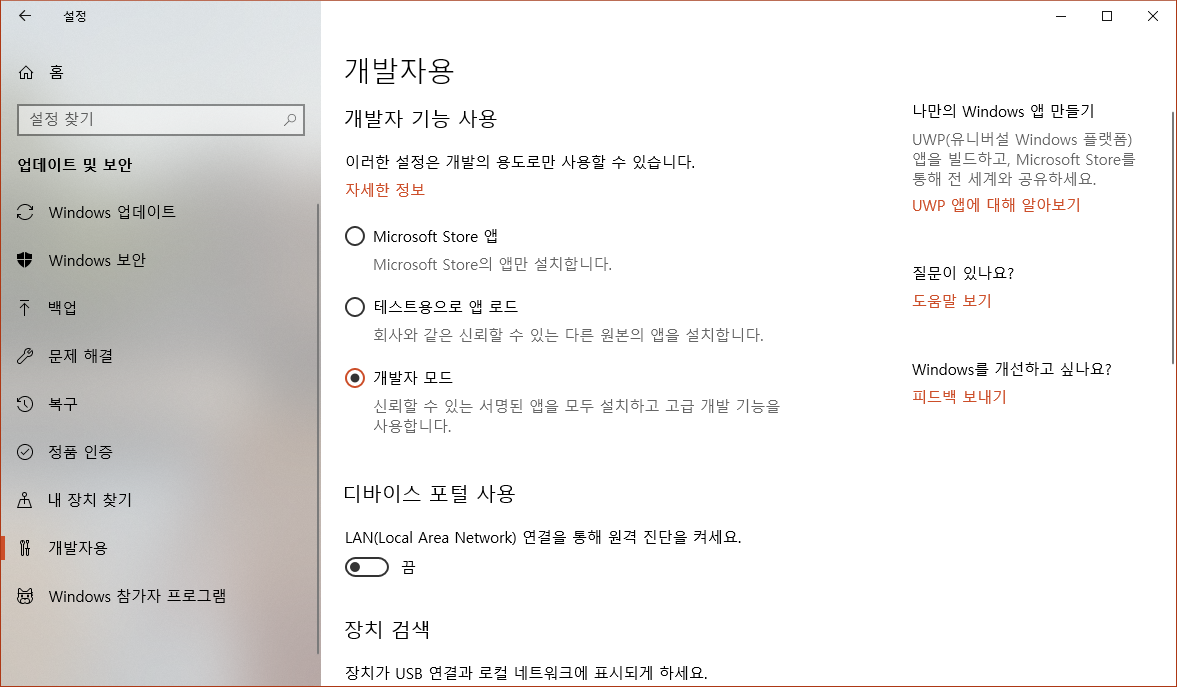 설정
홈
설정 찾기
업데이트 및 보안
Windows 업데이트
Windows 보안
백업
문제 해결
복구
정품 인증
내 장치 찾기
개발자용
Windows 참가자 프로그램
개발자용
개발자 기능 사용
이러한 설정은 개발의 용도로만 사용할 수 있습니다.
자세한 정보
Microsoft Store 앱
Microsoft Store의 앱만 설치합니다.
테스트용으로 앱 로드
회사와 같은 신뢰할 수 있는 다른 원본의 앱을 설치합니다.
개발자 모드
신뢰할 수 있는 서명된 앱을 모두 설치하고 고급 개발 기능을
사용합니다.
디바이스 포털 사용
LAN(Local Area Network) 연결을 통해 원격 진단을 켜세요.
끔
장치 검색
장치가 USB 연결과 로컬 네트워크에 표시되게 하세요.
나만의 Windows 앱 만들기
UWP(유니버설 Windows 플랫폼)
앱을 빌드하고, Microsoft Store를
통해 전 세계와 공유하세요.
UWP 앱에 대해 알아보기
질문이 있나요?
도움말 보기
Windows를 개선하고 싶나요?
피드백 보내기